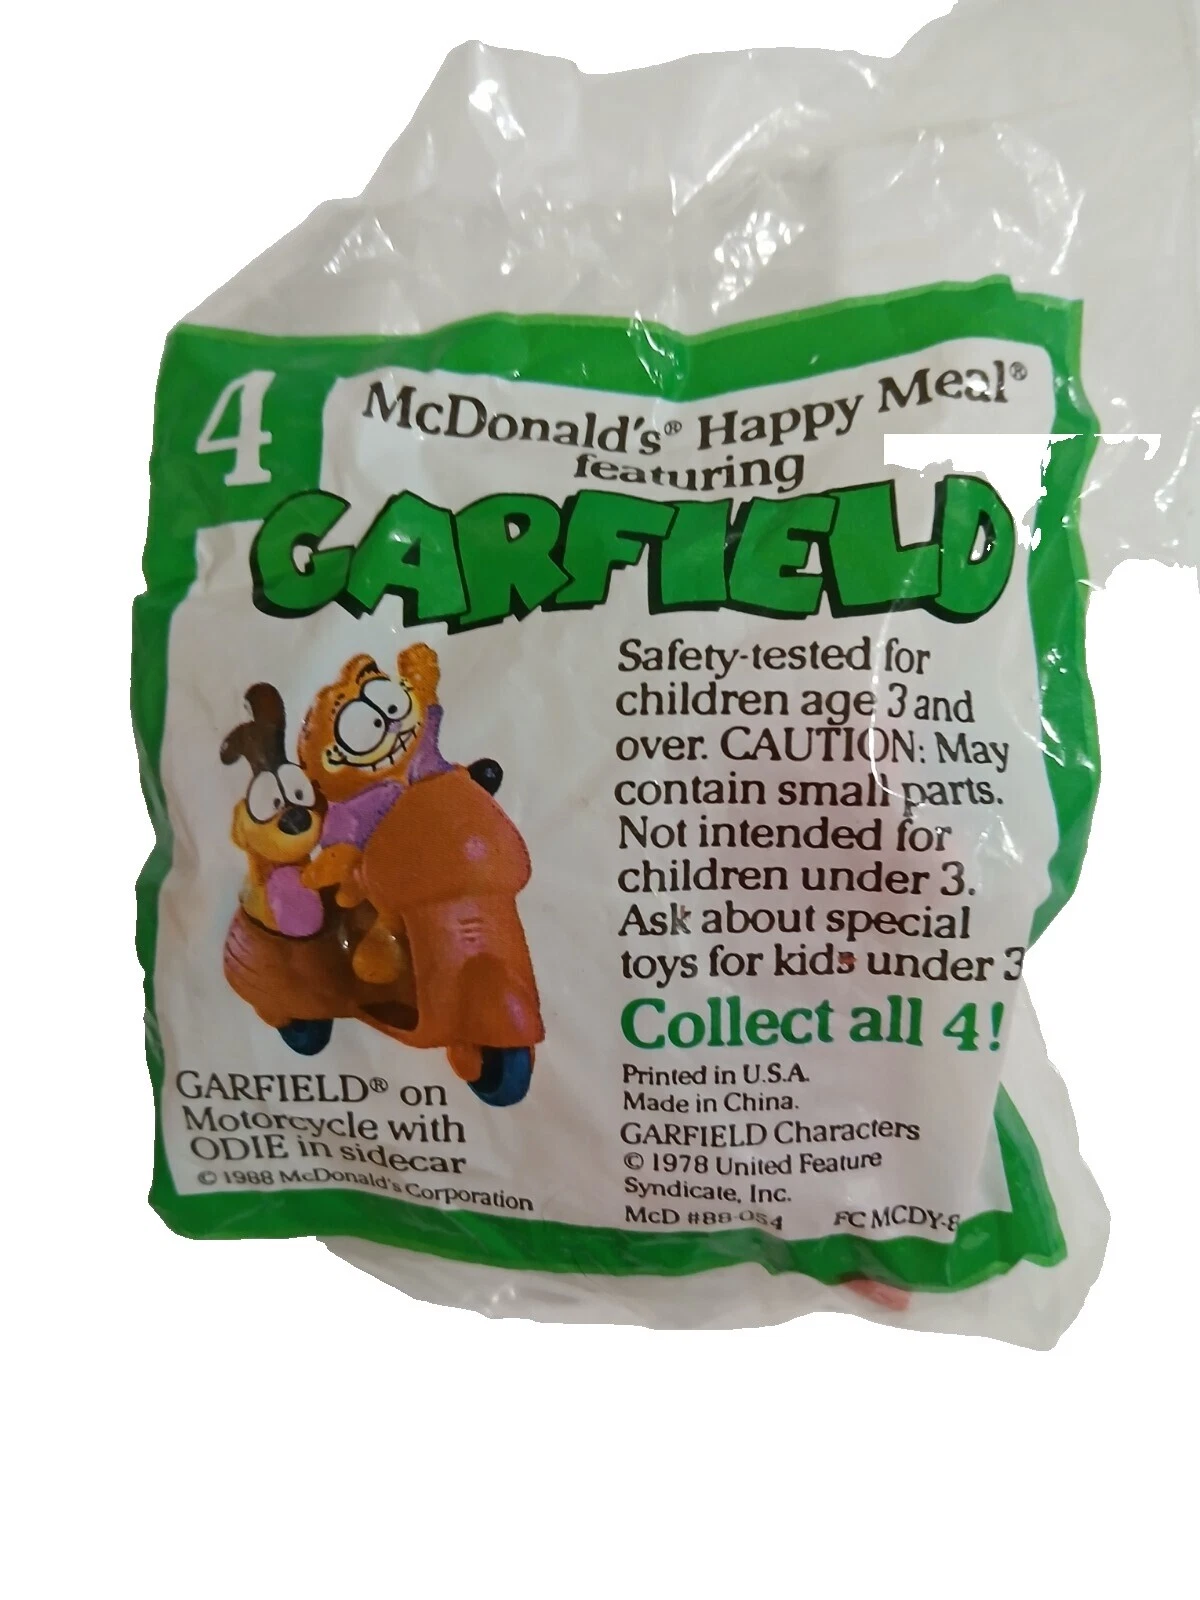 4
McDonald's® Happy Meal®
featuring
GARFIELD
Safety-tested for
children age 3 and
over. CAUTION: May
contain small parts.
Not intended for
children under 3.
Ask about special
toys for kids under 3
Collect all 4!
Printed in U.S.A.
Made in China.
GARFIELD Characters
© 1978 United Feature
Syndicate, Inc.
McD #88-054 FC MCDY-8
GARFIELD® on
Motorcycle with
ODIE in sidecar
© 1988 McDonald's Corporation